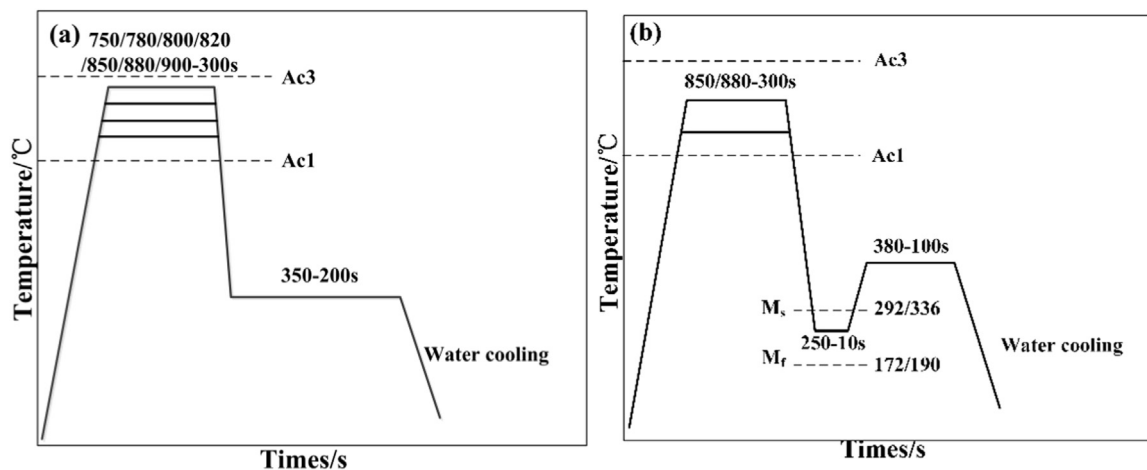 (a)
750/780/800/820
/850/880/900-300s
Ac3
Ac1
350-200s
Water cooling
Temperature/℃
Times/s
(b)
Ac3
850/880-300s
Ac1
380-100s
Ms 292/336
250-10s
Mf 172/190
Water cooling
Temperature/℃
Times/s